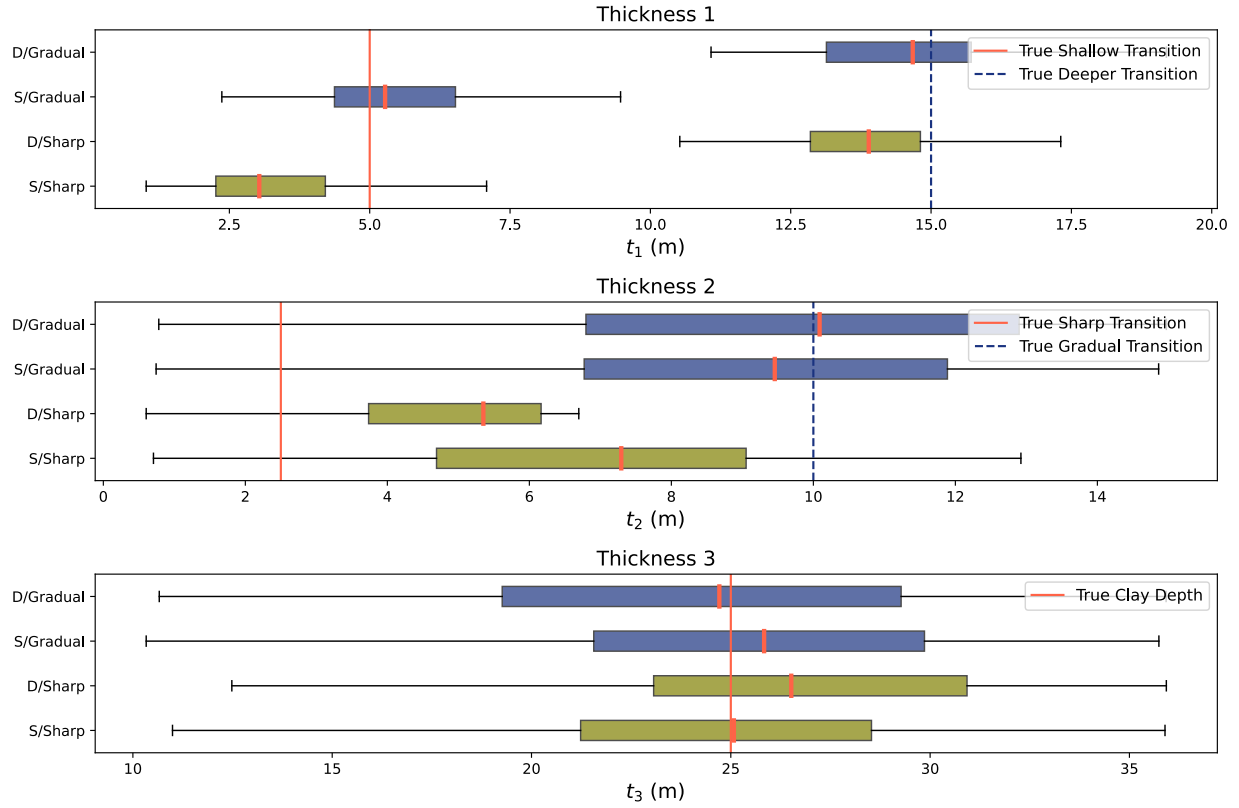 Thickness 1
D/Gradual
S/Gradual
D/Sharp
S/Sharp
True Shallow Transition
True Deeper Transition
2.5 5.0 7.5 10.0 12.5 15.0 17.5 20.0
t1 (m)
Thickness 2
D/Gradual
S/Gradual
D/Sharp
S/Sharp
True Sharp Transition
True Gradual Transition
0 2 4 6 8 10 12 14
t2 (m)
Thickness 3
D/Gradual
S/Gradual
D/Sharp
S/Sharp
True Clay Depth
10 15 20 25 30 35
t3 (m)